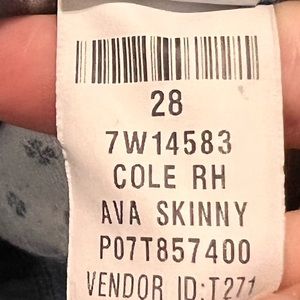 28
7W14583
COLE RH
AVA SKINNY
P07T857400
VENDOR ID:T271